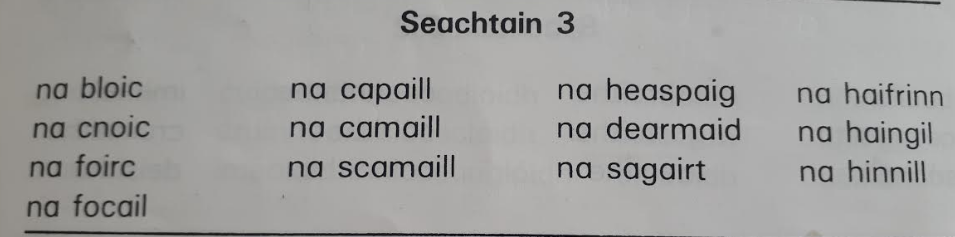 Seachtain 3
na bloic na capaill na heaspaig na haifrinn
na cnoic na camaill na dearmaid na haingil
na foirc na scamaill na sagairt na hinnill
na focail